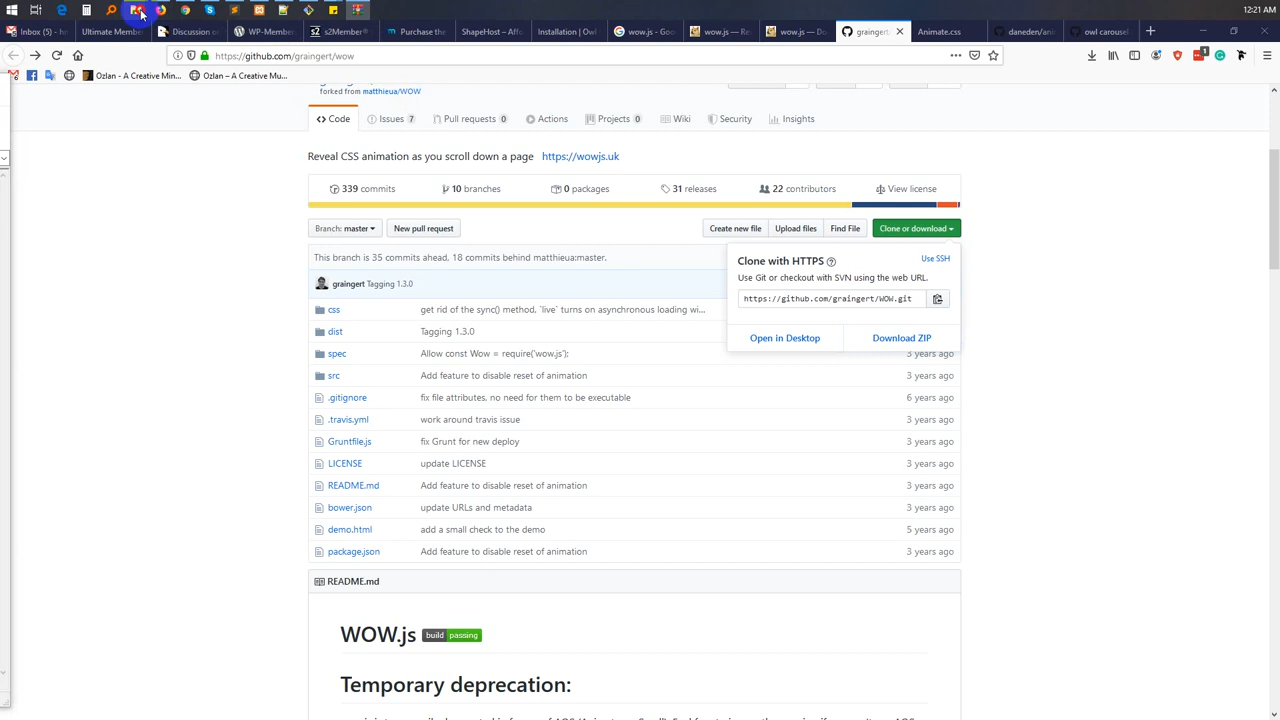 12:21 AM
Inbox (5) -
Ultimate Membe
Discussion o
WP-Member
s2Member®
Purchase the
ShapeHost – Affo
Installation | Owl
wow.js - Goo
wow.js — Re
wow.js — Do
graingert
Animate.css
daneden/ani
owl carousel
https://github.com/graingert/wow
Ozlan - A Creative Min...
Ozlan – A Creative Mu...
forked from matthieua/WOW
Code
Issues 7
Pull requests 0
Actions
Projects 0
Wiki
Security
Insights
Reveal CSS animation as you scroll down a page https://wowjs.uk
339 commits
10 branches
0 packages
31 releases
22 contributors
View license
Branch: master
New pull request
Create new file
Upload files
Find File
Clone or download
This branch is 35 commits ahead, 18 commits behind matthieua:master.
Clone with HTTPS
Use SSH
Use Git or checkout with SVN using the web URL.
https://github.com/graingert/WOW.git
Open in Desktop
Download ZIP
graingert Tagging 1.3.0
css get rid of the sync() method, `live` turns on asynchronous loading wi...
dist Tagging 1.3.0
spec Allow const Wow = require('wow.js'); 3 years ago
src Add feature to disable reset of animation 3 years ago
.gitignore fix file attributes, no need for them to be executable 6 years ago
.travis.yml work around travis issue 3 years ago
Gruntfile.js fix Grunt for new deploy 3 years ago
LICENSE update LICENSE 3 years ago
README.md Add feature to disable reset of animation 3 years ago
bower.json update URLs and metadata 3 years ago
demo.html add a small check to the demo 5 years ago
package.json Add feature to disable reset of animation 3 years ago
README.md
WOW.js build passing
Temporary deprecation: